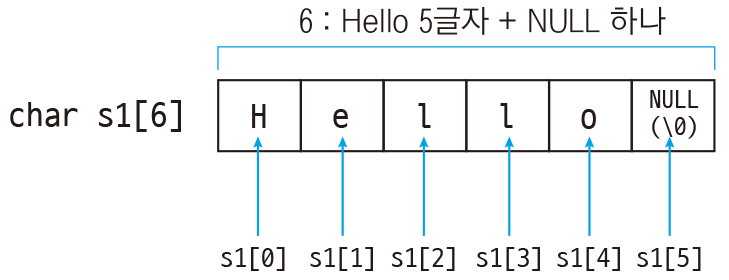 6 : Hello 5글자 + NULL 하나
char s1[6] H e l l o NULL
(\0)
s1[0] s1[1] s1[2] s1[3] s1[4] s1[5]